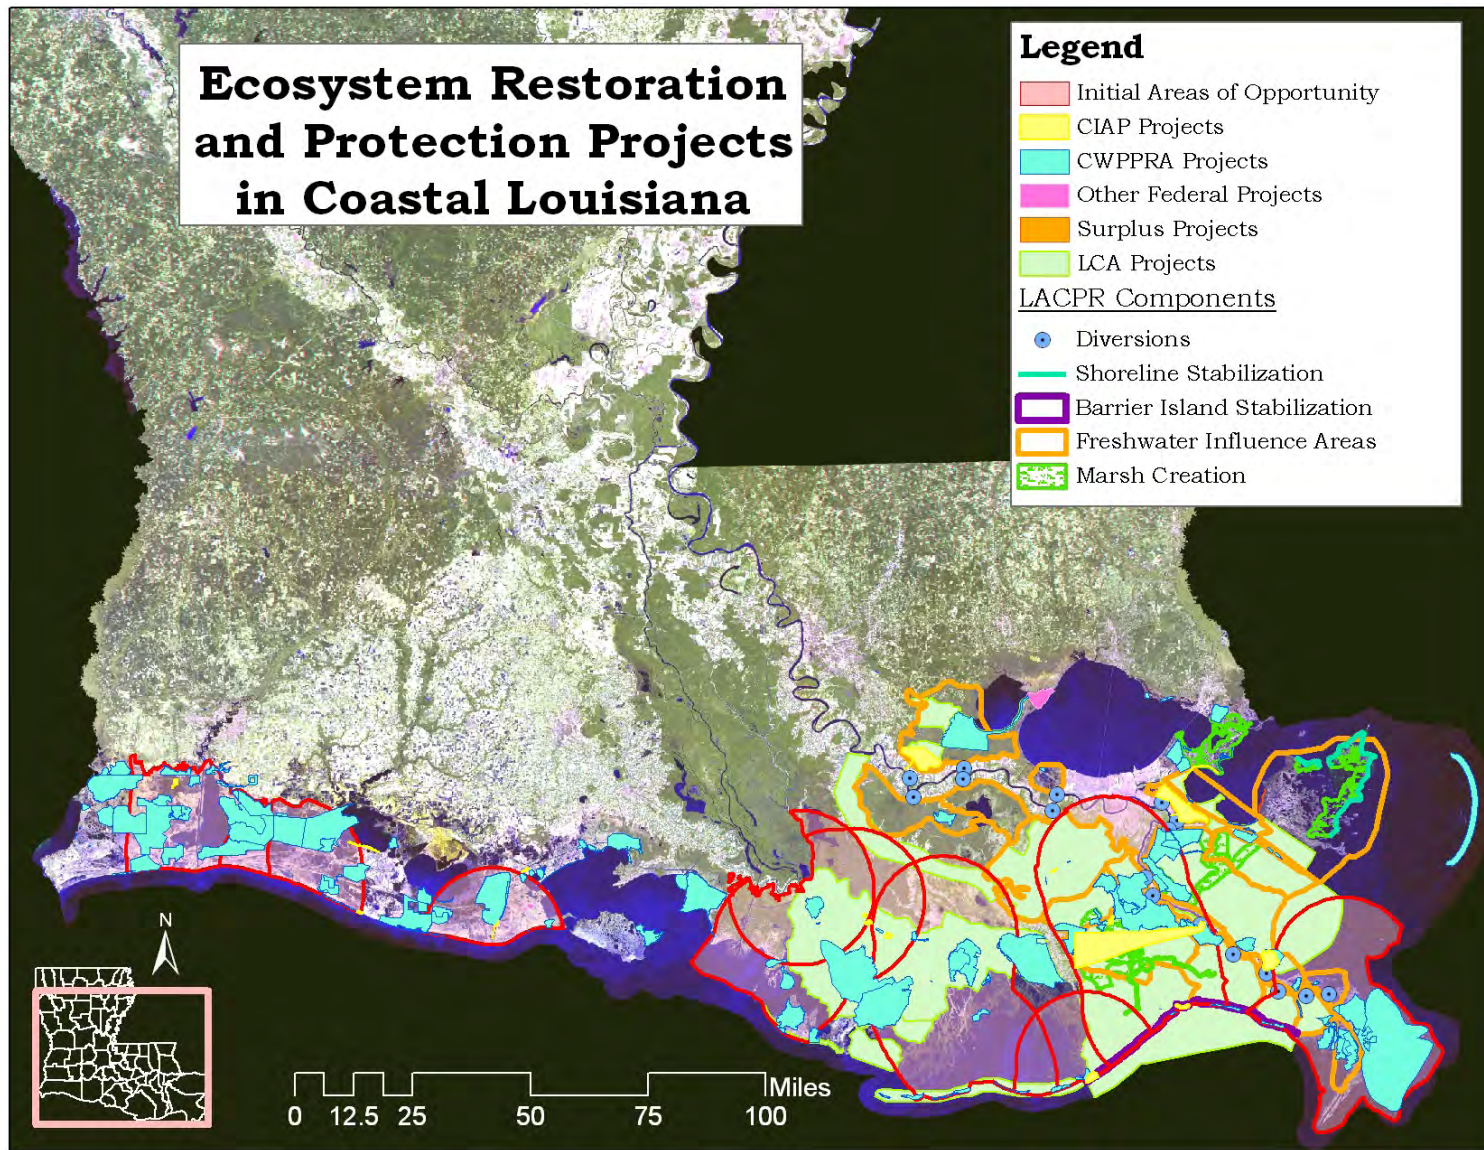 Ecosystem Restoration
and Protection Projects
in Coastal Louisiana
Legend
Initial Areas of Opportunity
CIAP Projects
CWPPRA Projects
Other Federal Projects
Surplus Projects
LCA Projects
LACPR Components
Diversions
Shoreline Stabilization
Barrier Island Stabilization
Freshwater Influence Areas
Marsh Creation
N
Miles
0 12.5 25 50 75 100